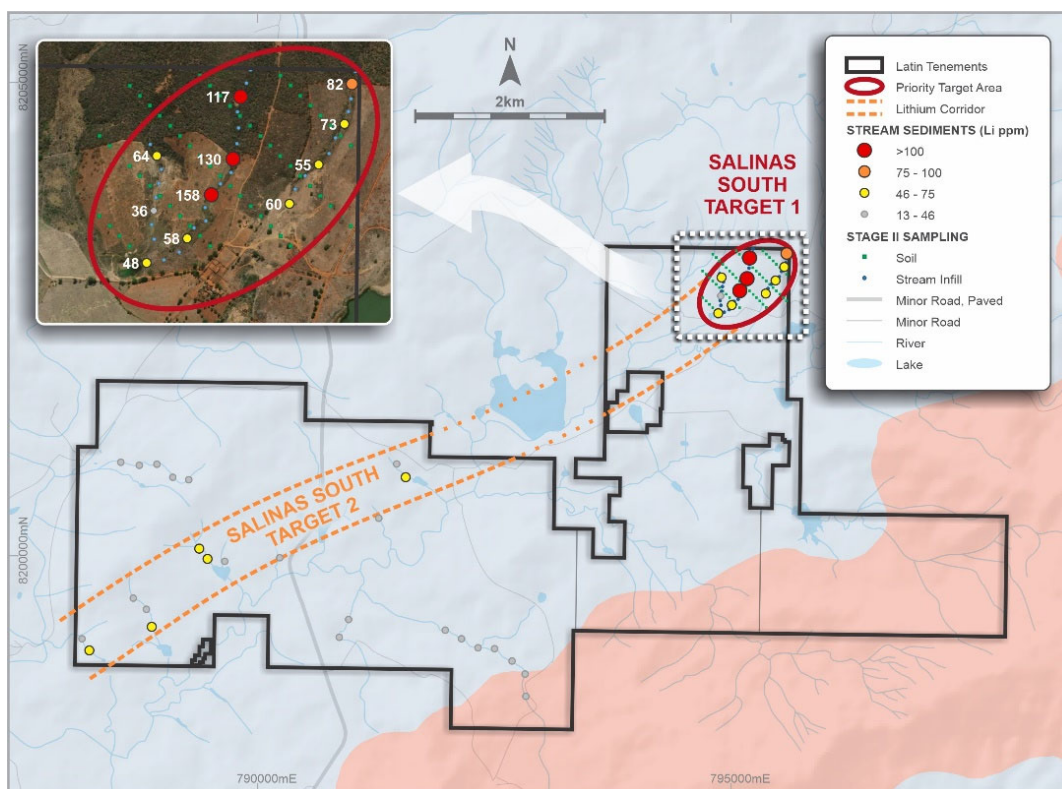 8205000mN
8200000mN
790000mE
795000mE
N
2km
117
82
73
64
130
55
158
36
60
58
48
SALINAS
SOUTH
TARGET 1
SALINAS SOUTH
TARGET 2
Latin Tenements
Priority Target Area
Lithium Corridor
STREAM SEDIMENTS (Li ppm)
>100
75 - 100
46 - 75
13 - 46
STAGE II SAMPLING
Soil
Stream Infill
Minor Road, Paved
Minor Road
River
Lake